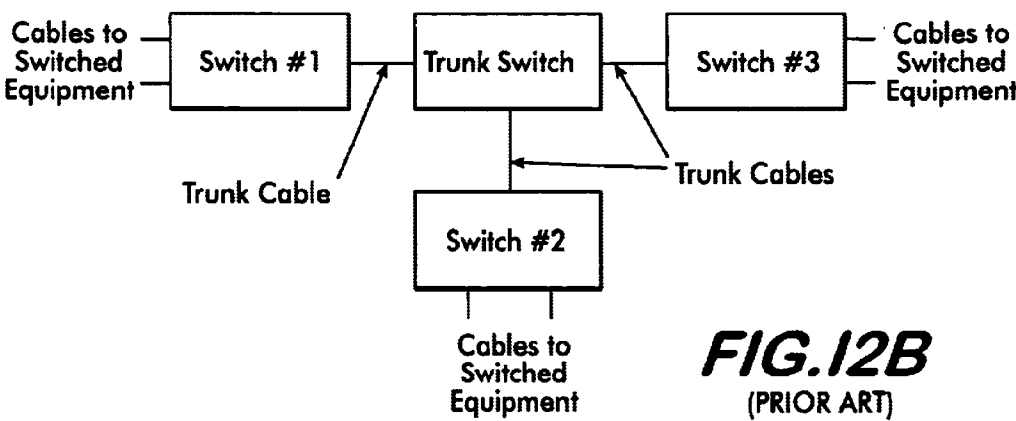 Cables to
Switched
Equipment
Switch #1
Trunk Switch
Switch #3
Cables to
Switched
Equipment
Trunk Cable
Trunk Cables
Switch #2
Cables to
Switched
Equipment
FIG.12B
(PRIOR ART)